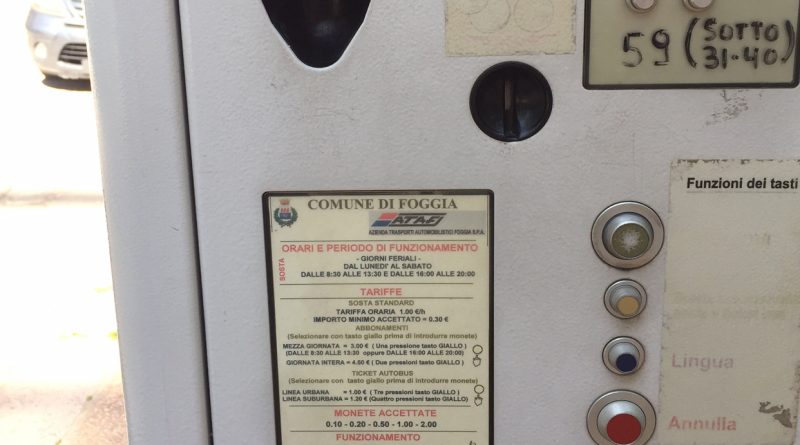 59 (SOTTO
31-40)
Funzioni dei tasti
COMUNE DI FOGGIA
ATAF
AZIENDA TRASPORTI AUTOMOBILISTICI FOGGIA S.P.A.
ORARI E PERIODO DI FUNZIONAMENTO
SOSTA
- GIORNI FERIALI -
DAL LUNEDI' AL SABATO
DALLE 8:30 ALLE 13:30 E DALLE 16:00 ALLE 20:00
TARIFFE
SOSTA STANDARD
TARIFFA ORARIA 1.00 €/h
IMPORTO MINIMO ACCETTATO = 0.30 €
ABBONAMENTI
(Selezionare con tasto giallo prima di introdurre monete)
MEZZA GIORNATA = 3.00 € ( Una pressione tasto GIALLO )
(DALLE 8:30 ALLE 13:30 oppure DALLE 16:00 ALLE 20:00)
GIORNATA INTERA = 4.60 € ( Due pressioni tasto GIALLO )
TICKET AUTOBUS
(Selezionare con tasto giallo prima di introdurre monete)
LINEA URBANA = 1.00 € ( Tre pressioni tasto GIALLO )
LINEA SUBURBANA = 1.20 € (Quattro pressioni tasto GIALLO)
MONETE ACCETTATE
0.10 - 0.20 - 0.50 - 1.00 - 2.00
FUNZIONAMENTO
Lingua
Annulla